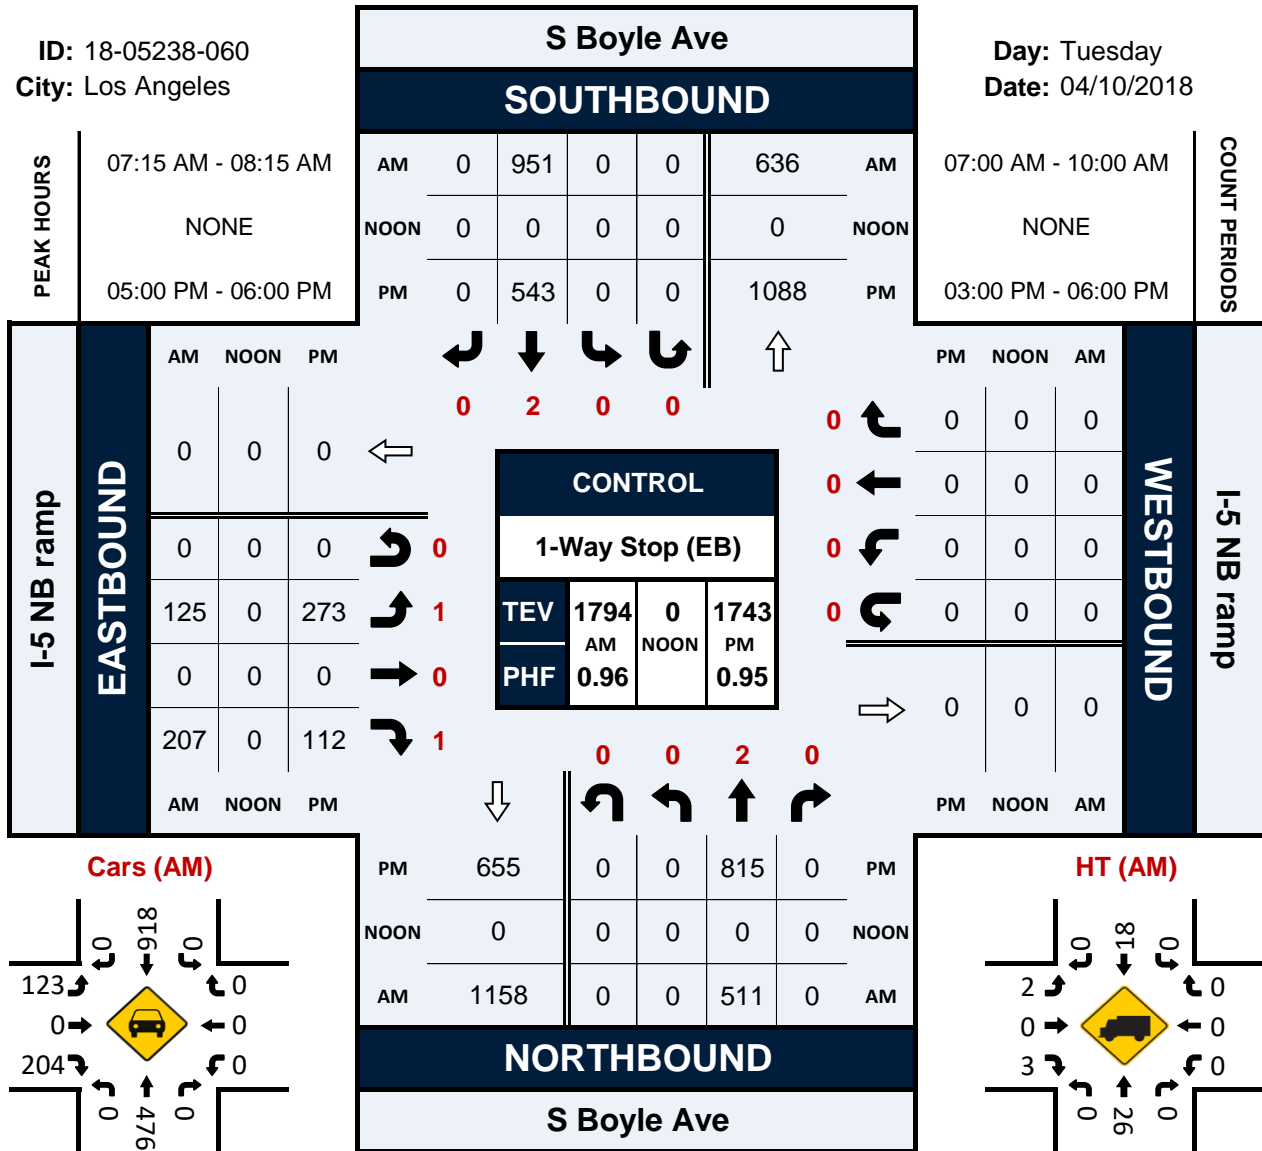 S Boyle Ave
ID: 18-05238-060
City: Los Angeles
Day: Tuesday
Date: 04/10/2018
SOUTHBOUND
PEAK HOURS
07:15 AM - 08:15 AM
NONE
05:00 PM - 06:00 PM
AM 0 951 0 0 636 AM
NOON 0 0 0 0 0 NOON
PM 0 543 0 0 1088 PM
07:00 AM - 10:00 AM
NONE
03:00 PM - 06:00 PM
COUNT PERIODS
0 2 0 0
I-5 NB ramp
EASTBOUND
AM NOON PM
0 0 0
0 0 0 0
125 0 273 1
0 0 0 0
207 0 112 1
AM NOON PM
CONTROL
1-Way Stop (EB)
TEV 1794 0 1743
AM NOON PM
PHF 0.96 0.95
PM NOON AM
0 0 0 0
0 0 0 0
0 0 0 0
0 0 0 0
0 0 0
PM NOON AM
WESTBOUND
I-5 NB ramp
0 0 2 0
PM 655 0 0 815 0 PM
NOON 0 0 0 0 0 NOON
AM 1158 0 0 511 0 AM
NORTHBOUND
S Boyle Ave
Cars (AM)
0 918 0
123 0
0 0
204 0
0 476 0
HT (AM)
0 18 0
2 0
0 0
3 0
0 26 0